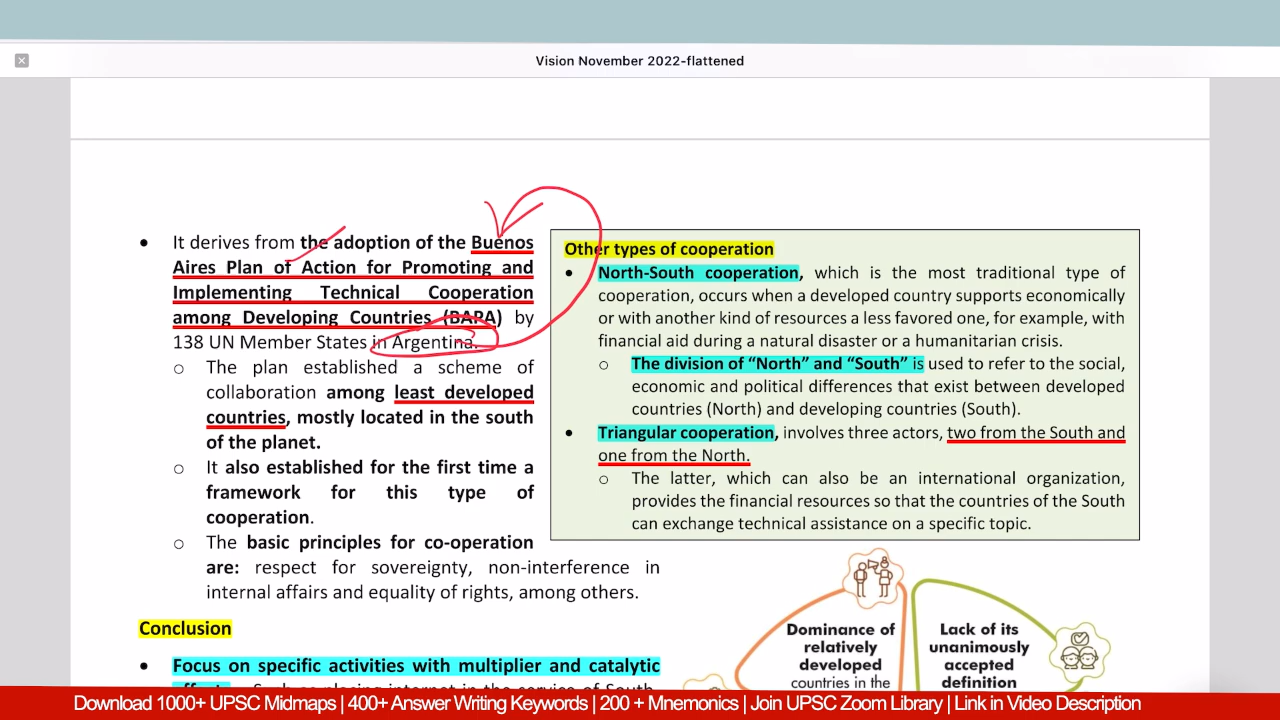 Vision November 2022-flattened
• It derives from the adoption of the Buenos
Aires Plan of Action for Promoting and
Implementing Technical Cooperation
among Developing Countries (BAPA) by
138 UN Member States in Argentina.
o The plan established a scheme of
collaboration among least developed
countries, mostly located in the south
of the planet.
o It also established for the first time a
framework for this type of
cooperation.
o The basic principles for co-operation
are: respect for sovereignty, non-interference in
internal affairs and equality of rights, among others.
Conclusion
• Focus on specific activities with multiplier and catalytic
Other types of cooperation
• North-South cooperation, which is the most traditional type of
cooperation, occurs when a developed country supports economically
or with another kind of resources a less favored one, for example, with
financial aid during a natural disaster or a humanitarian crisis.
o The division of “North” and “South” is used to refer to the social,
economic and political differences that exist between developed
countries (North) and developing countries (South).
• Triangular cooperation, involves three actors, two from the South and
one from the North.
o The latter, which can also be an international organization,
provides the financial resources so that the countries of the South
can exchange technical assistance on a specific topic.
Dominance of
relatively
developed
countries in the
Lack of its
unanimously
accepted
definition
Download 1000+ UPSC Midmaps | 400+ Answer Writing Keywords | 200 + Mnemonics | Join UPSC Zoom Library | Link in Video Description